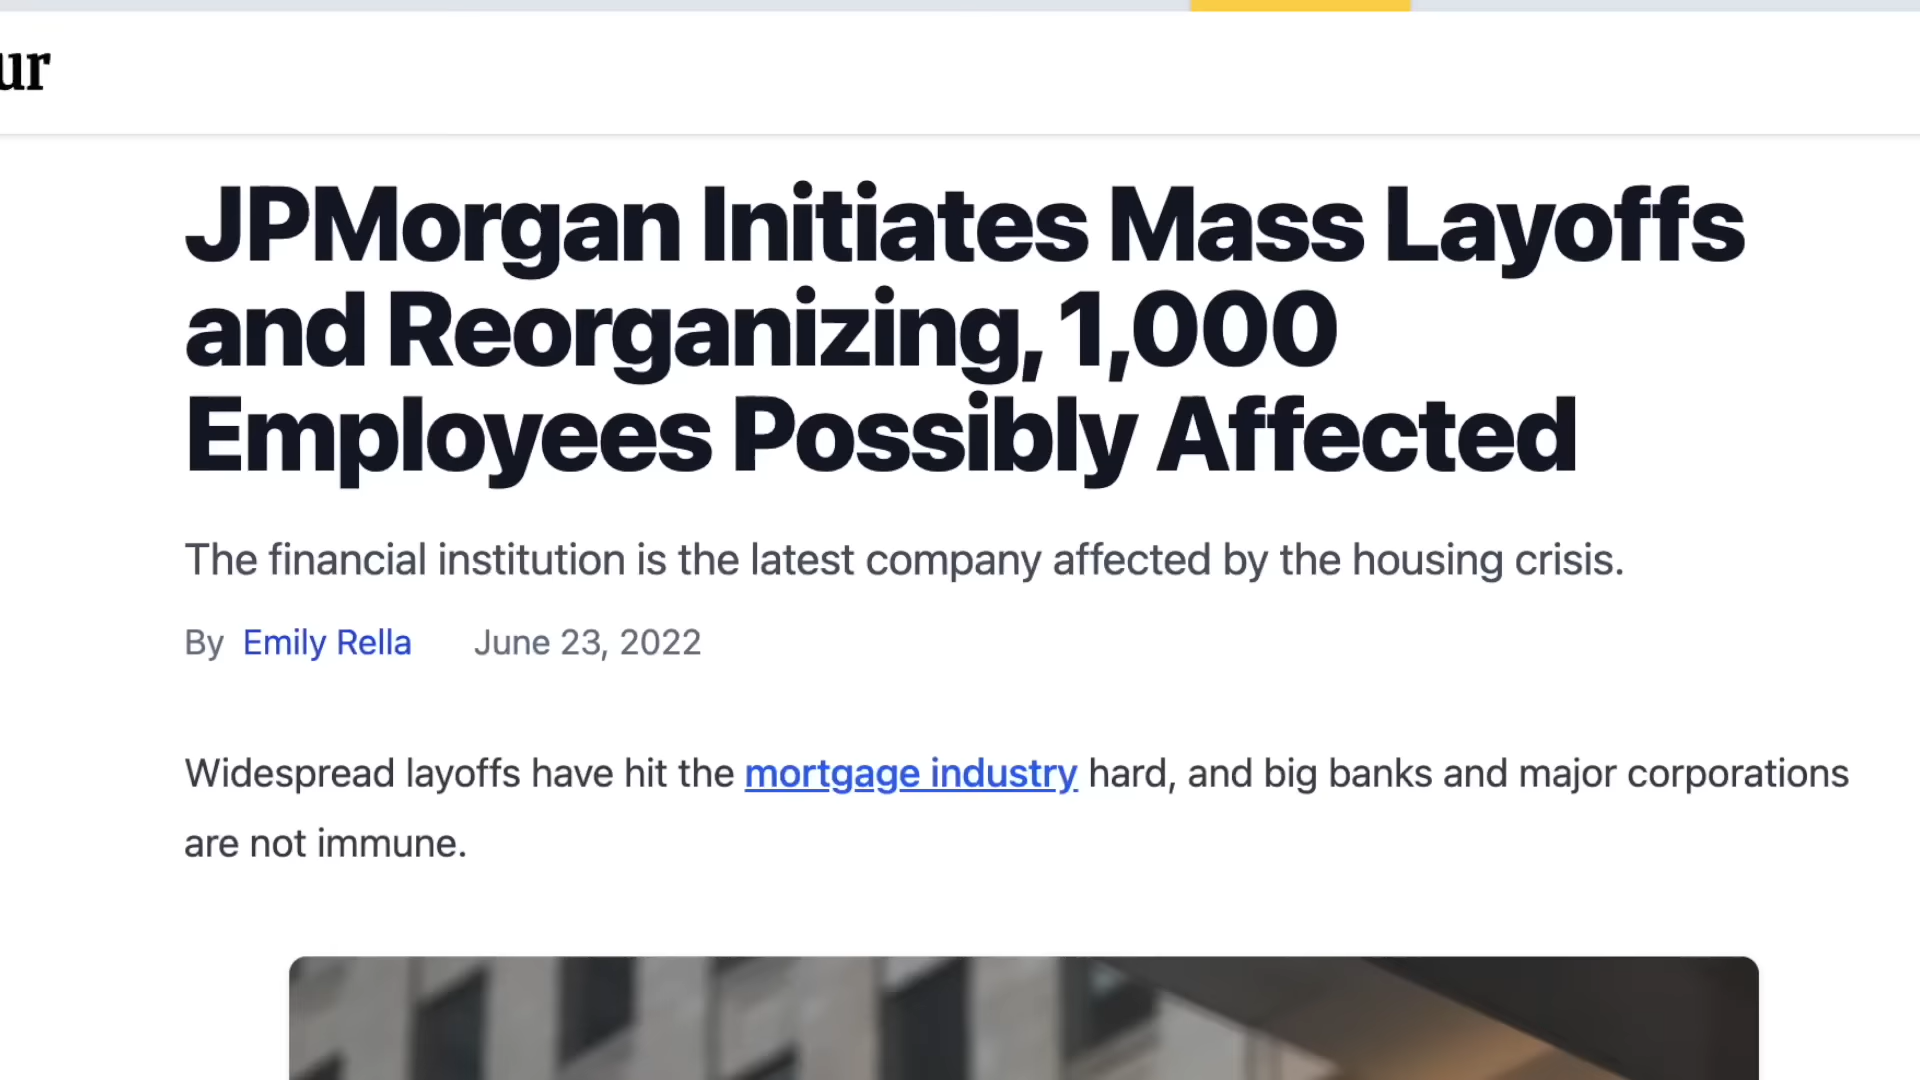 ur
JPMorgan Initiates Mass Layoffs
and Reorganizing, 1,000
Employees Possibly Affected
The financial institution is the latest company affected by the housing crisis.
By Emily Rella June 23, 2022
Widespread layoffs have hit the mortgage industry hard, and big banks and major corporations
are not immune.